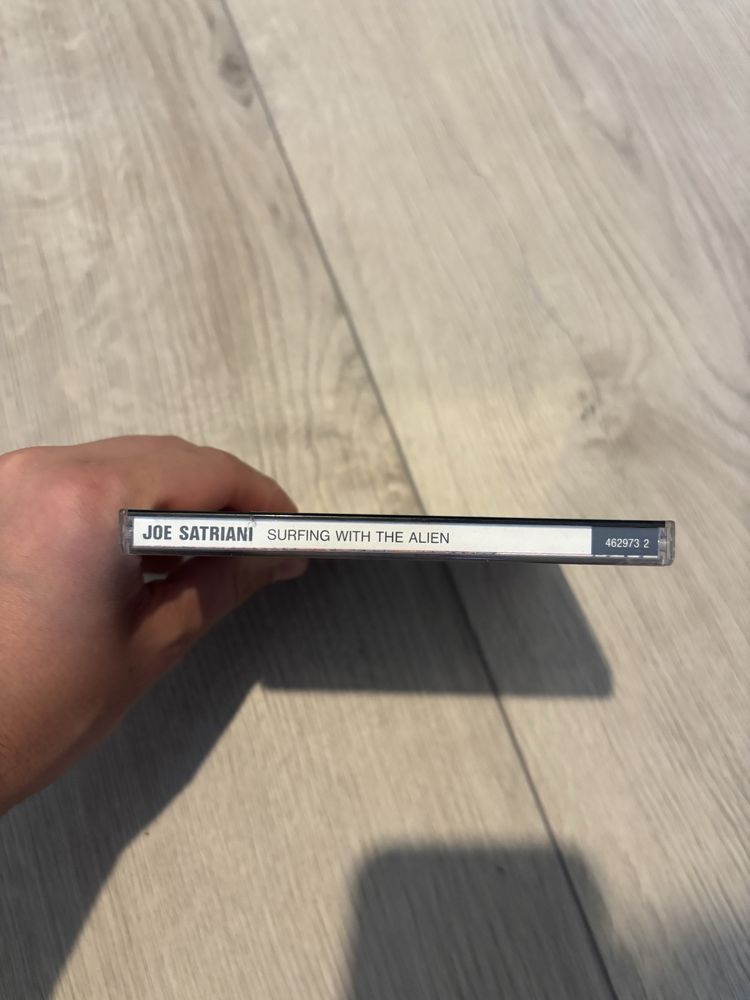 JOE SATRIANI SURFING WITH THE ALIEN 462973 2